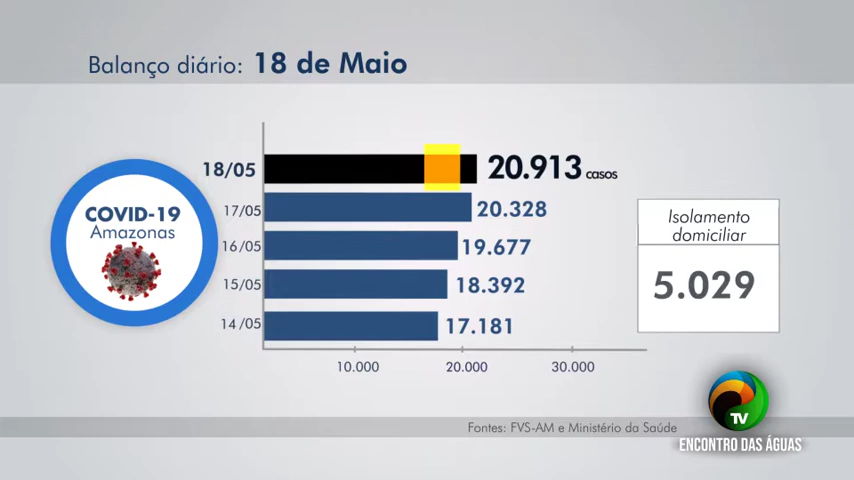 Balanço diário: 18 de Maio
COVID-19
Amazonas
18/05 20.913 casos
17/05 20.328
16/05 19.677
15/05 18.392
14/05 17.181
10.000 20.000 30.000
Isolamento
domiciliar
5.029
Fontes: FVS-AM e Ministério da Saúde
TV
ENCONTRO DAS ÁGUAS